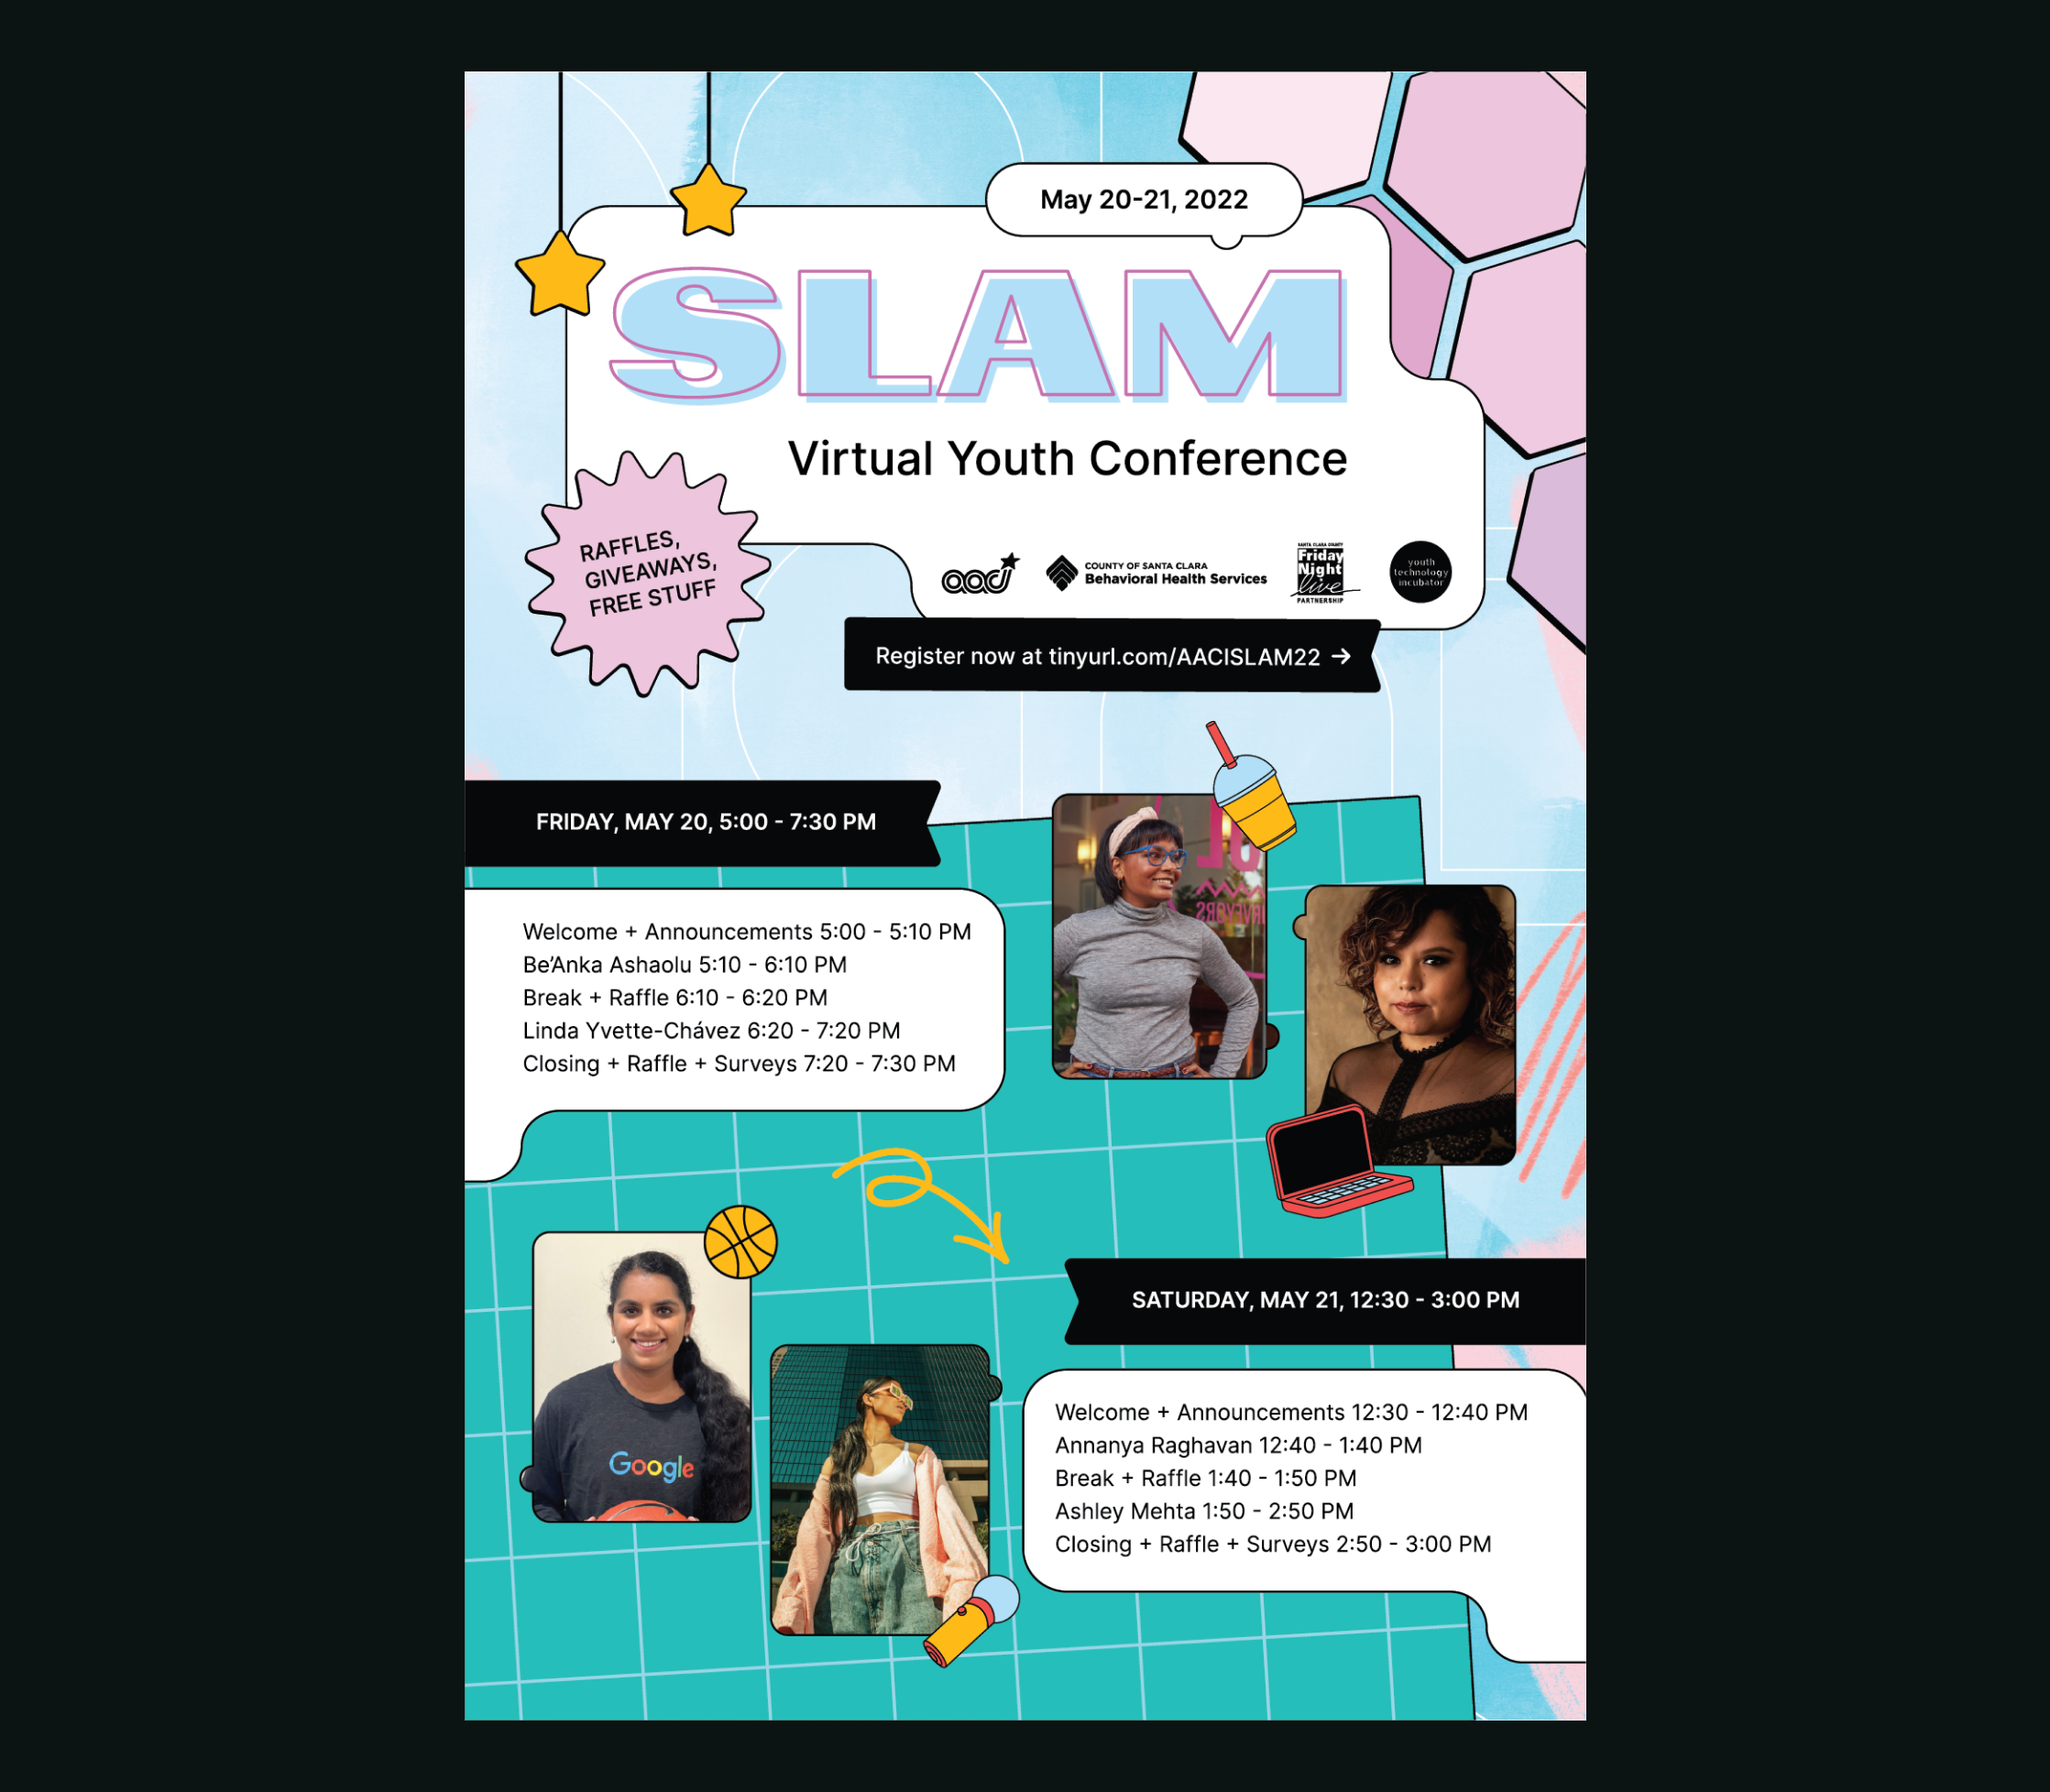 May 20-21, 2022
SLAM
Virtual Youth Conference
RAFFLES,
GIVEAWAYS,
FREE STUFF
aaci
COUNTY OF SANTA CLARA
Behavioral Health Services
SANTA CLARA COUNTY
Friday
Night
live
PARTNERSHIP
youth
technology
incubator
Register now at tinyurl.com/AACISLAM22 →
FRIDAY, MAY 20, 5:00 - 7:30 PM
Welcome + Announcements 5:00 - 5:10 PM
Be’Anka Ashaolu 5:10 - 6:10 PM
Break + Raffle 6:10 - 6:20 PM
Linda Yvette-Chávez 6:20 - 7:20 PM
Closing + Raffle + Surveys 7:20 - 7:30 PM
Google
SATURDAY, MAY 21, 12:30 - 3:00 PM
Welcome + Announcements 12:30 - 12:40 PM
Annanya Raghavan 12:40 - 1:40 PM
Break + Raffle 1:40 - 1:50 PM
Ashley Mehta 1:50 - 2:50 PM
Closing + Raffle + Surveys 2:50 - 3:00 PM